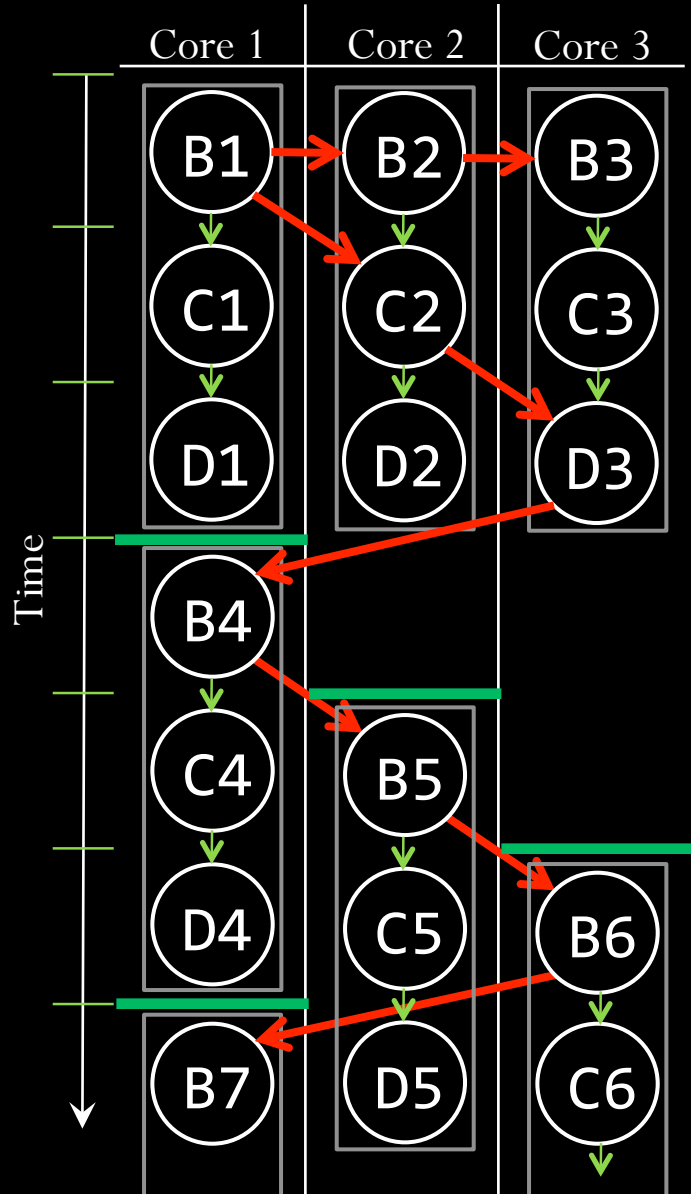 Core 1 Core 2 Core 3
B1 B2 B3
C1 C2 C3
D1 D2 D3
Time
B4
C4 B5
D4 C5 B6
B7 D5 C6